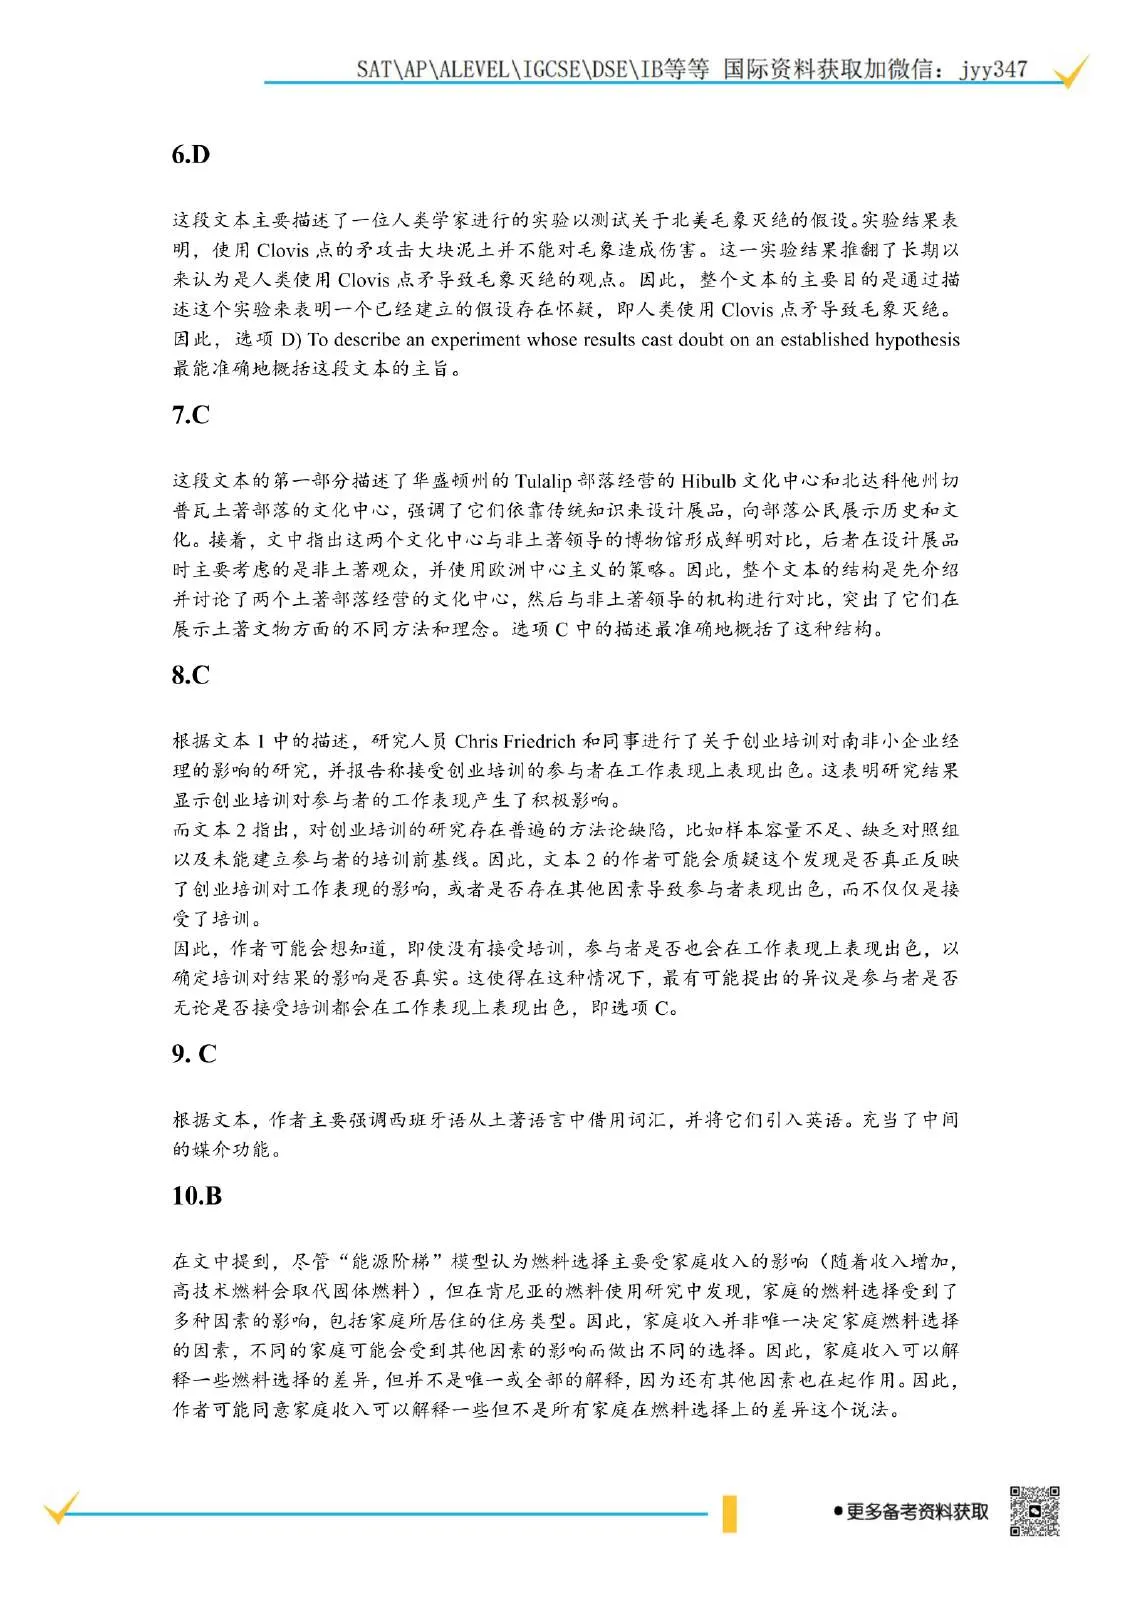 SAT\AP\ALEVEL\IGCSE\DSE\IB等等 国际资料获取加微信：jyy347
6.D
这段文本主要描述了一位人类学家进行的实验以测试关于北美毛象灭绝的假设。实验结果表
明，使用 Clovis 点的矛攻击大块泥土并不能对毛象造成伤害。这一实验结果推翻了长期以
来认为是人类使用 Clovis 点矛导致毛象灭绝的观点。因此，整个文本的主要目的是通过描
述这个实验来表明一个已经建立的假设存在怀疑，即人类使用 Clovis 点矛导致毛象灭绝。
因此，选项 D) To describe an experiment whose results cast doubt on an established hypothesis
最能准确地概括这段文本的主旨。
7.C
这段文本的第一部分描述了华盛顿州的 Tulalip 部落经营的 Hibulb 文化中心和北达科他州切
普瓦土著部落的文化中心，强调了它们依靠传统知识来设计展品，向部落公民展示历史和文
化。接着，文中指出这两个文化中心与非土著领导的博物馆形成鲜明对比，后者在设计展品
时主要考虑的是非土著观众，并使用欧洲中心主义的策略。因此，整个文本的结构是先介绍
并讨论了两个土著部落经营的文化中心，然后与非土著领导的机构进行对比，突出了它们在
展示土著文物方面的不同方法和理念。选项 C 中的描述最准确地概括了这种结构。
8.C
根据文本 1 中的描述，研究人员 Chris Friedrich 和同事进行了关于创业培训对南非小企业经
理的影响的研究，并报告称接受创业培训的参与者在工作表现上表现出色。这表明研究结果
显示创业培训对参与者的工作表现产生了积极影响。
而文本 2 指出，对创业培训的研究存在普遍的方法论缺陷，比如样本容量不足、缺乏对照组
以及未能建立参与者的培训前基线。因此，文本 2 的作者可能会质疑这个发现是否真正反映
了创业培训对工作表现的影响，或者是否存在其他因素导致参与者表现出色，而不仅仅是接
受了培训。
因此，作者可能会想知道，即使没有接受培训，参与者是否也会在工作表现上表现出色，以
确定培训对结果的影响是否真实。这使得在这种情况下，最有可能提出的异议是参与者是否
无论是否接受培训都会在工作表现上表现出色，即选项 C。
9. C
根据文本，作者主要强调西班牙语从土著语言中借用词汇，并将它们引入英语。充当了中间
的媒介功能。
10.B
在文中提到，尽管“能源阶梯”模型认为燃料选择主要受家庭收入的影响（随着收入增加，
高技术燃料会取代固体燃料），但在肯尼亚的燃料使用研究中发现，家庭的燃料选择受到了
多种因素的影响，包括家庭所居住的住房类型。因此，家庭收入并非唯一决定家庭燃料选择
的因素，不同的家庭可能会受到其他因素的影响而做出不同的选择。因此，家庭收入可以解
释一些燃料选择的差异，但并不是唯一或全部的解释，因为还有其他因素也在起作用。因此，
作者可能同意家庭收入可以解释一些但不是所有家庭在燃料选择上的差异这个说法。
•更多备考资料获取